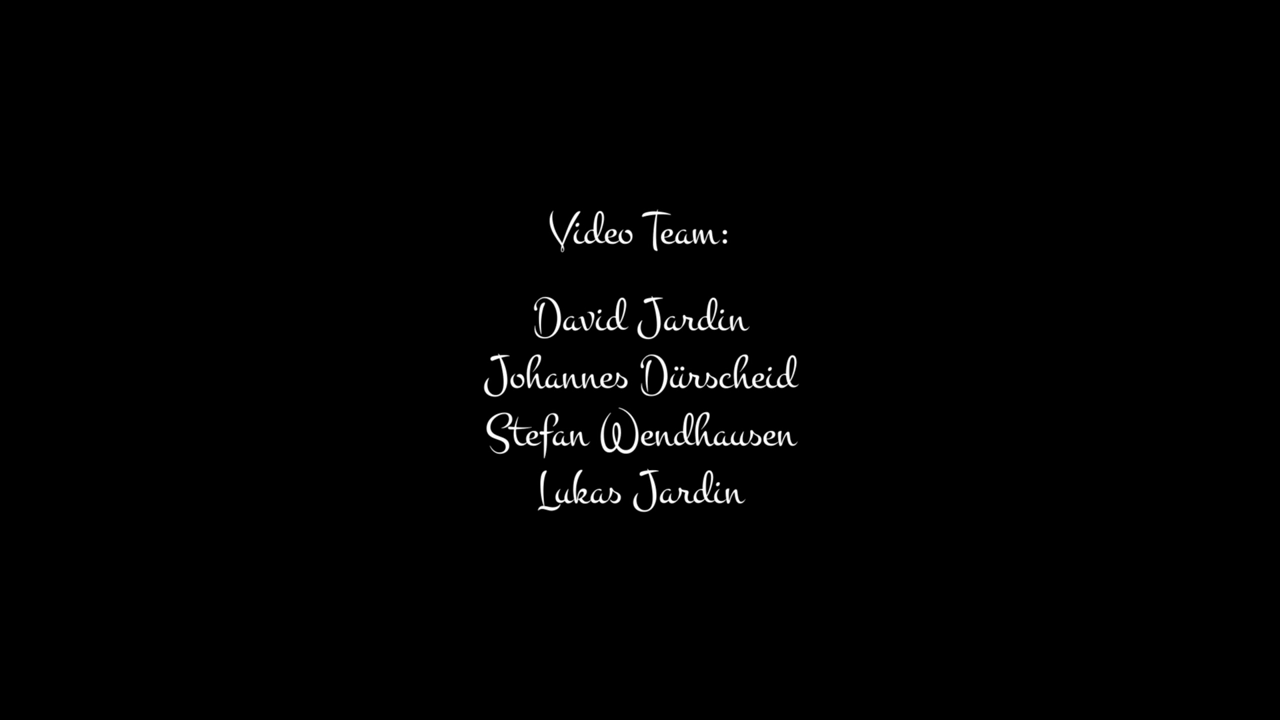 Video Team:
David Jardin
Johannes Dürscheid
Stefan Wendhausen
Lukas Jardin